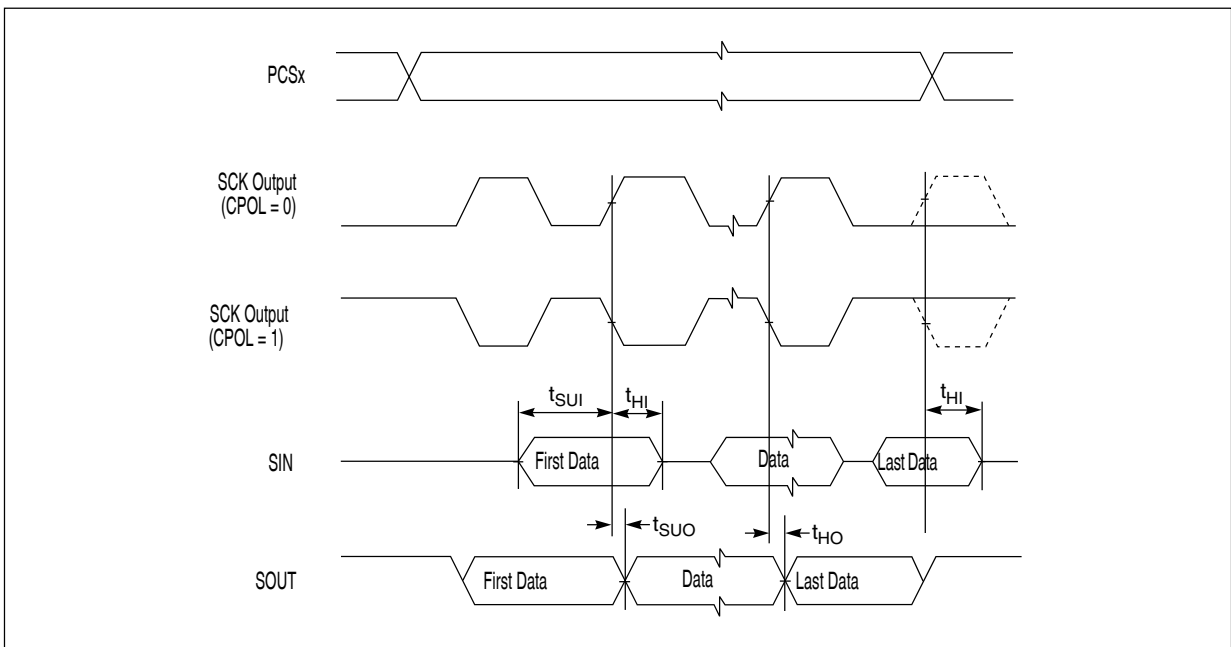 PCSx
SCK Output
(CPOL = 0)
SCK Output
(CPOL = 1)
tSUI
tHI
tHI
SIN
First Data
Data
Last Data
tSUO
tHO
SOUT
First Data
Data
Last Data